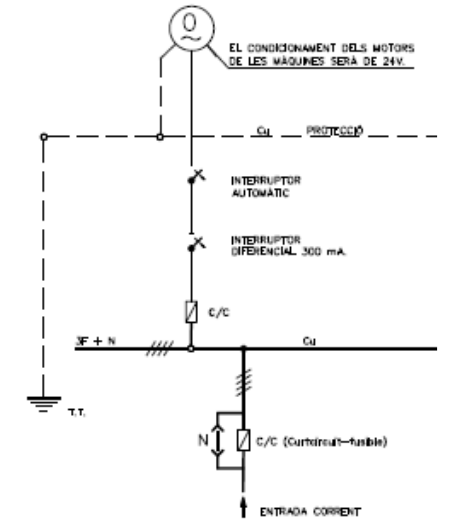 EL CONDICIONAMENT DELS MOTORS
DE LES MÀQUINES SERÀ DE 24V.
Cu PROTECCIÓ
INTERRUPTOR
AUTOMÀTIC
INTERRUPTOR
DIFERENCIAL 300 mA.
C/C
3F + N
Cu
T.T.
N
C/C (Curtcircuit-fusible)
ENTRADA CORRENT